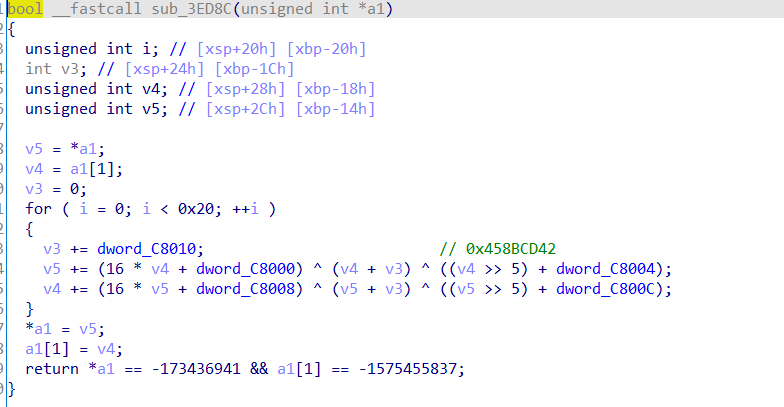 bool __fastcall sub_3ED8C(unsigned int *a1)
{
  unsigned int i; // [xsp+20h] [xbp-20h]
  int v3; // [xsp+24h] [xbp-1Ch]
  unsigned int v4; // [xsp+28h] [xbp-18h]
  unsigned int v5; // [xsp+2Ch] [xbp-14h]

  v5 = *a1;
  v4 = a1[1];
  v3 = 0;
  for ( i = 0; i < 0x20; ++i )
  {
    v3 += dword_C8010; // 0x458BCD42
    v5 += (16 * v4 + dword_C8000) ^ (v4 + v3) ^ ((v4 >> 5) + dword_C8004);
    v4 += (16 * v5 + dword_C8008) ^ (v5 + v3) ^ ((v5 >> 5) + dword_C800C);
  }
  *a1 = v5;
  a1[1] = v4;
  return *a1 == -173436941 && a1[1] == -1575455837;
}